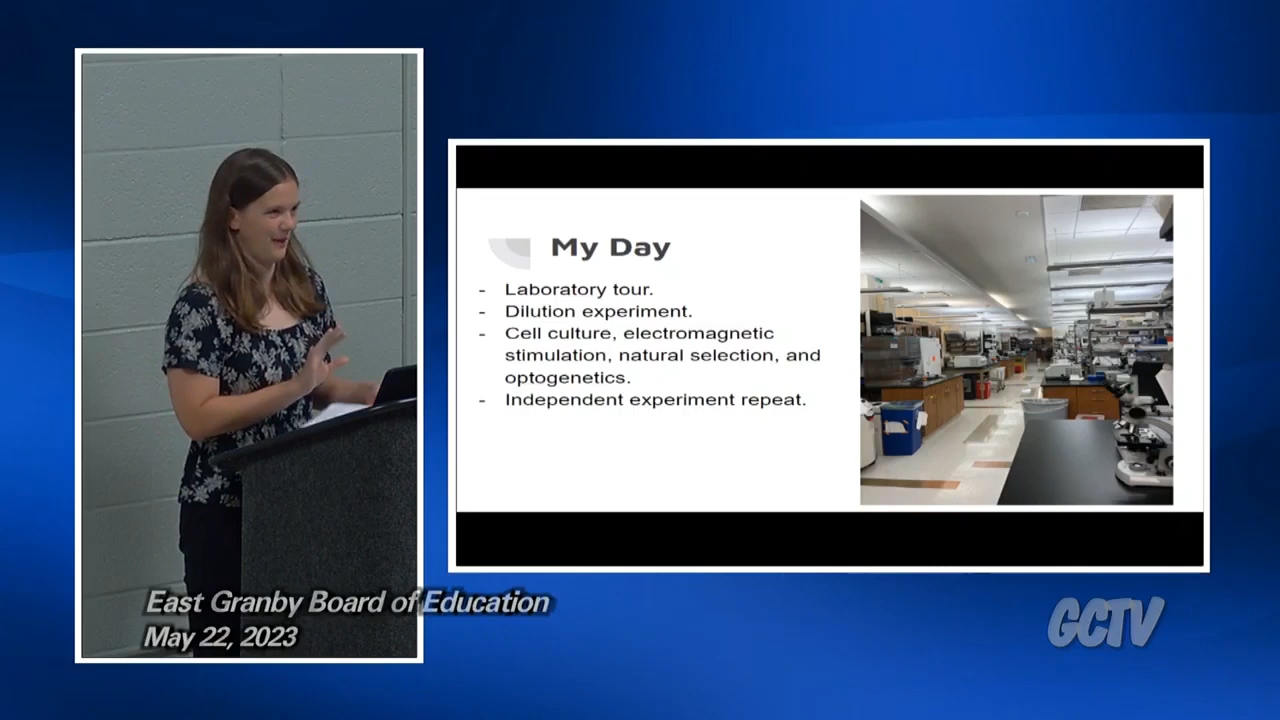 My Day
- Laboratory tour.
- Dilution experiment.
- Cell culture, electromagnetic
stimulation, natural selection, and
optogenetics.
- Independent experiment repeat.
East Granby Board of Education
May 22, 2023
GCTV